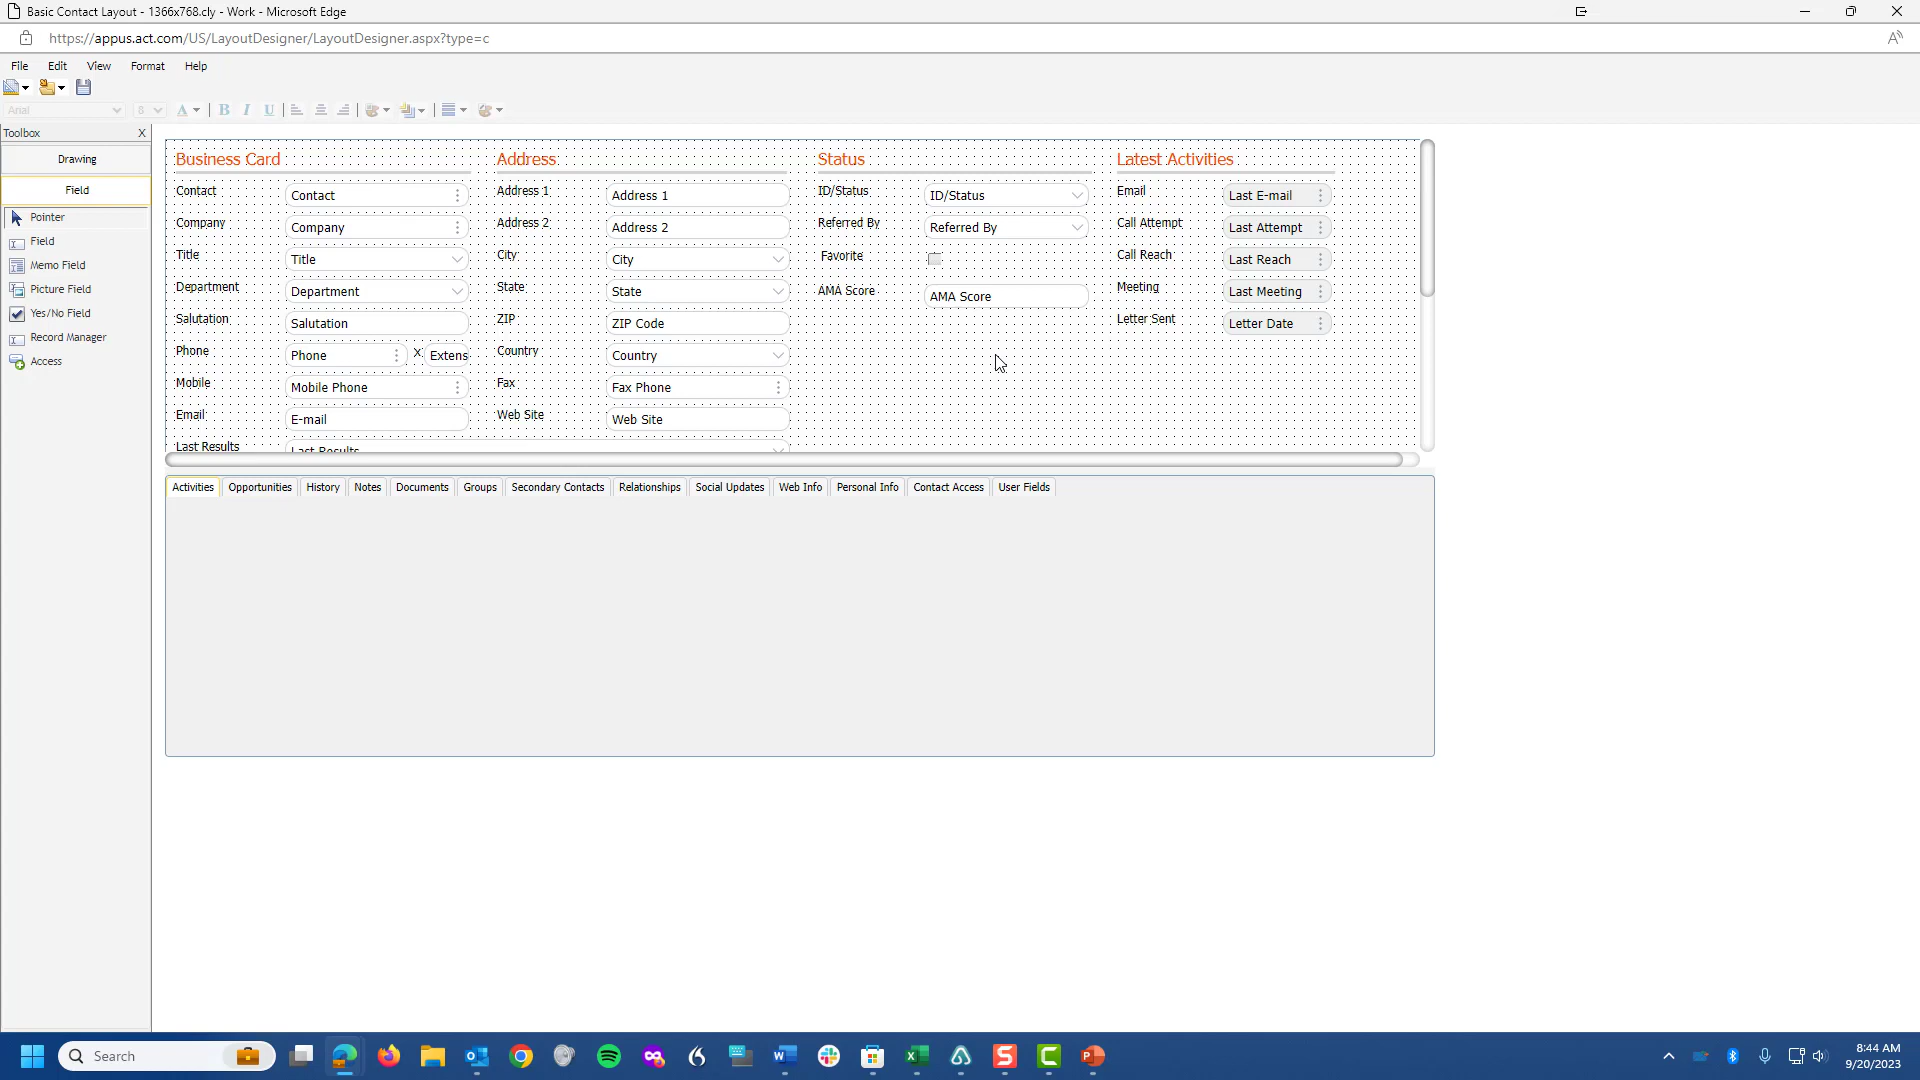 Basic Contact Layout - 1366x768.cly - Work - Microsoft Edge
https://appus.act.com/US/LayoutDesigner/LayoutDesigner.aspx?type=c
File Edit View Format Help
Arial 8 A B I U
Toolbox X
Drawing
Field
Pointer
Field
Memo Field
Picture Field
Yes/No Field
Record Manager
Access
Business Card Address Status Latest Activities
Contact Contact Address 1 Address 1 ID/Status ID/Status Email Last E-mail
Company Company Address 2 Address 2 Referred By Referred By Call Attempt Last Attempt
Title Title City City Favorite Call Reach Last Reach
Department Department State State AMA Score AMA Score Meeting Last Meeting
Salutation Salutation ZIP ZIP Code Letter Sent Letter Date
Phone Phone X Extens Country Country
Mobile Mobile Phone Fax Fax Phone
Email E-mail Web Site Web Site
Last Results Last Results
Activities Opportunities History Notes Documents Groups Secondary Contacts Relationships Social Updates Web Info Personal Info Contact Access User Fields
Search
8:44 AM
9/20/2023